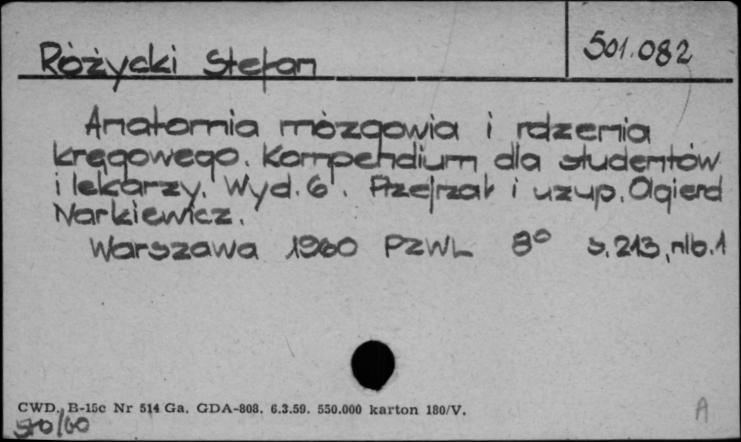 Różycki Stefan
501.082
Anatomia mózgowia i rdzenia
kręgowego. Kompendium dla studentów
i lekarzy. Wyd. 6. Przejrzał i uzup. Olgierd
Narkiewicz.
Warszawa 1960 PZWL 8° s. 213, nlb. 1
CWD. B-15c Nr 514 Ga. GDA-808. 6.3.59. 550.000 karton 180/V.
A